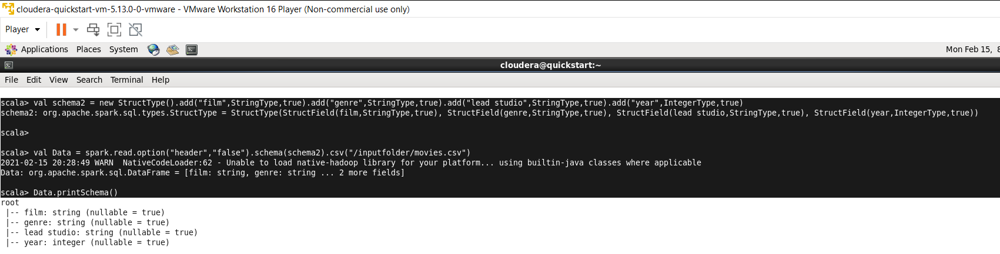 cloudera-quickstart-vm-5.13.0-0-vmware - VMware Workstation 16 Player (Non-commercial use only)
Player
Applications Places System Mon Feb 15, 8
cloudera@quickstart:~
File Edit View Search Terminal Help
scala> val schema2 = new StructType().add("film",StringType,true).add("genre",StringType,true).add("lead studio",StringType,true).add("year",IntegerType,true)
schema2: org.apache.spark.sql.types.StructType = StructType(StructField(film,StringType,true), StructField(genre,StringType,true), StructField(lead studio,StringType,true), StructField(year,IntegerType,true))
scala>
scala> val Data = spark.read.option("header","false").schema(schema2).csv("/inputfolder/movies.csv")
2021-02-15 20:28:49 WARN  NativeCodeLoader:62 - Unable to load native-hadoop library for your platform... using builtin-java classes where applicable
Data: org.apache.spark.sql.DataFrame = [film: string, genre: string ... 2 more fields]
scala> Data.printSchema()
root
 |-- film: string (nullable = true)
 |-- genre: string (nullable = true)
 |-- lead studio: string (nullable = true)
 |-- year: integer (nullable = true)